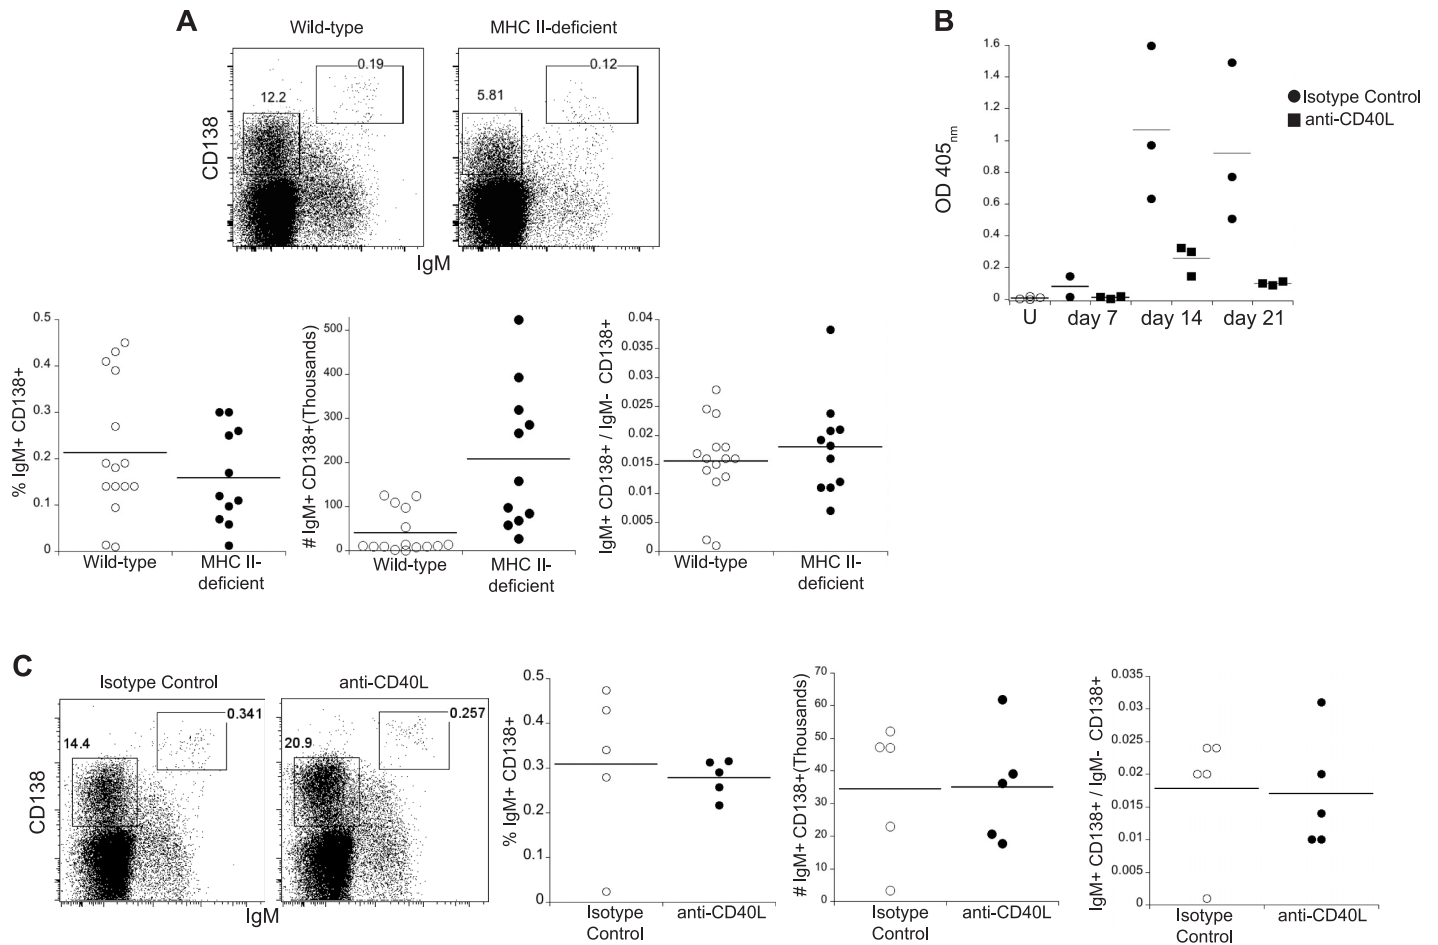 A
Wild-type
MHC II-deficient
0.19
12.2
0.12
5.81
CD138
IgM
B
1.6
1.4
1.2
1
0.8
0.6
0.4
0.2
0
OD 405nm
U
day 7
day 14
day 21
Isotype Control
anti-CD40L
0.5
0.4
0.3
0.2
0.1
0
% IgM+ CD138+
Wild-type
MHC II-
deficient
500
400
300
200
100
0
# IgM+ CD138+(Thousands)
Wild-type
MHC II-
deficient
0.04
0.035
0.03
0.025
0.02
0.015
0.01
0.005
0
IgM+ CD138+ / IgM- CD138+
Wild-type
MHC II-
deficient
C
Isotype Control
anti-CD40L
0.341
14.4
0.257
20.9
CD138
IgM
0.5
0.4
0.3
0.2
0.1
0
% IgM+ CD138+
Isotype
Control
anti-CD40L
70
60
50
40
30
20
10
0
# IgM+ CD138+(Thousands)
Isotype
Control
anti-CD40L
0.035
0.03
0.025
0.02
0.015
0.01
0.005
0
IgM+ CD138+ / IgM- CD138+
Isotype
Control
anti-CD40L